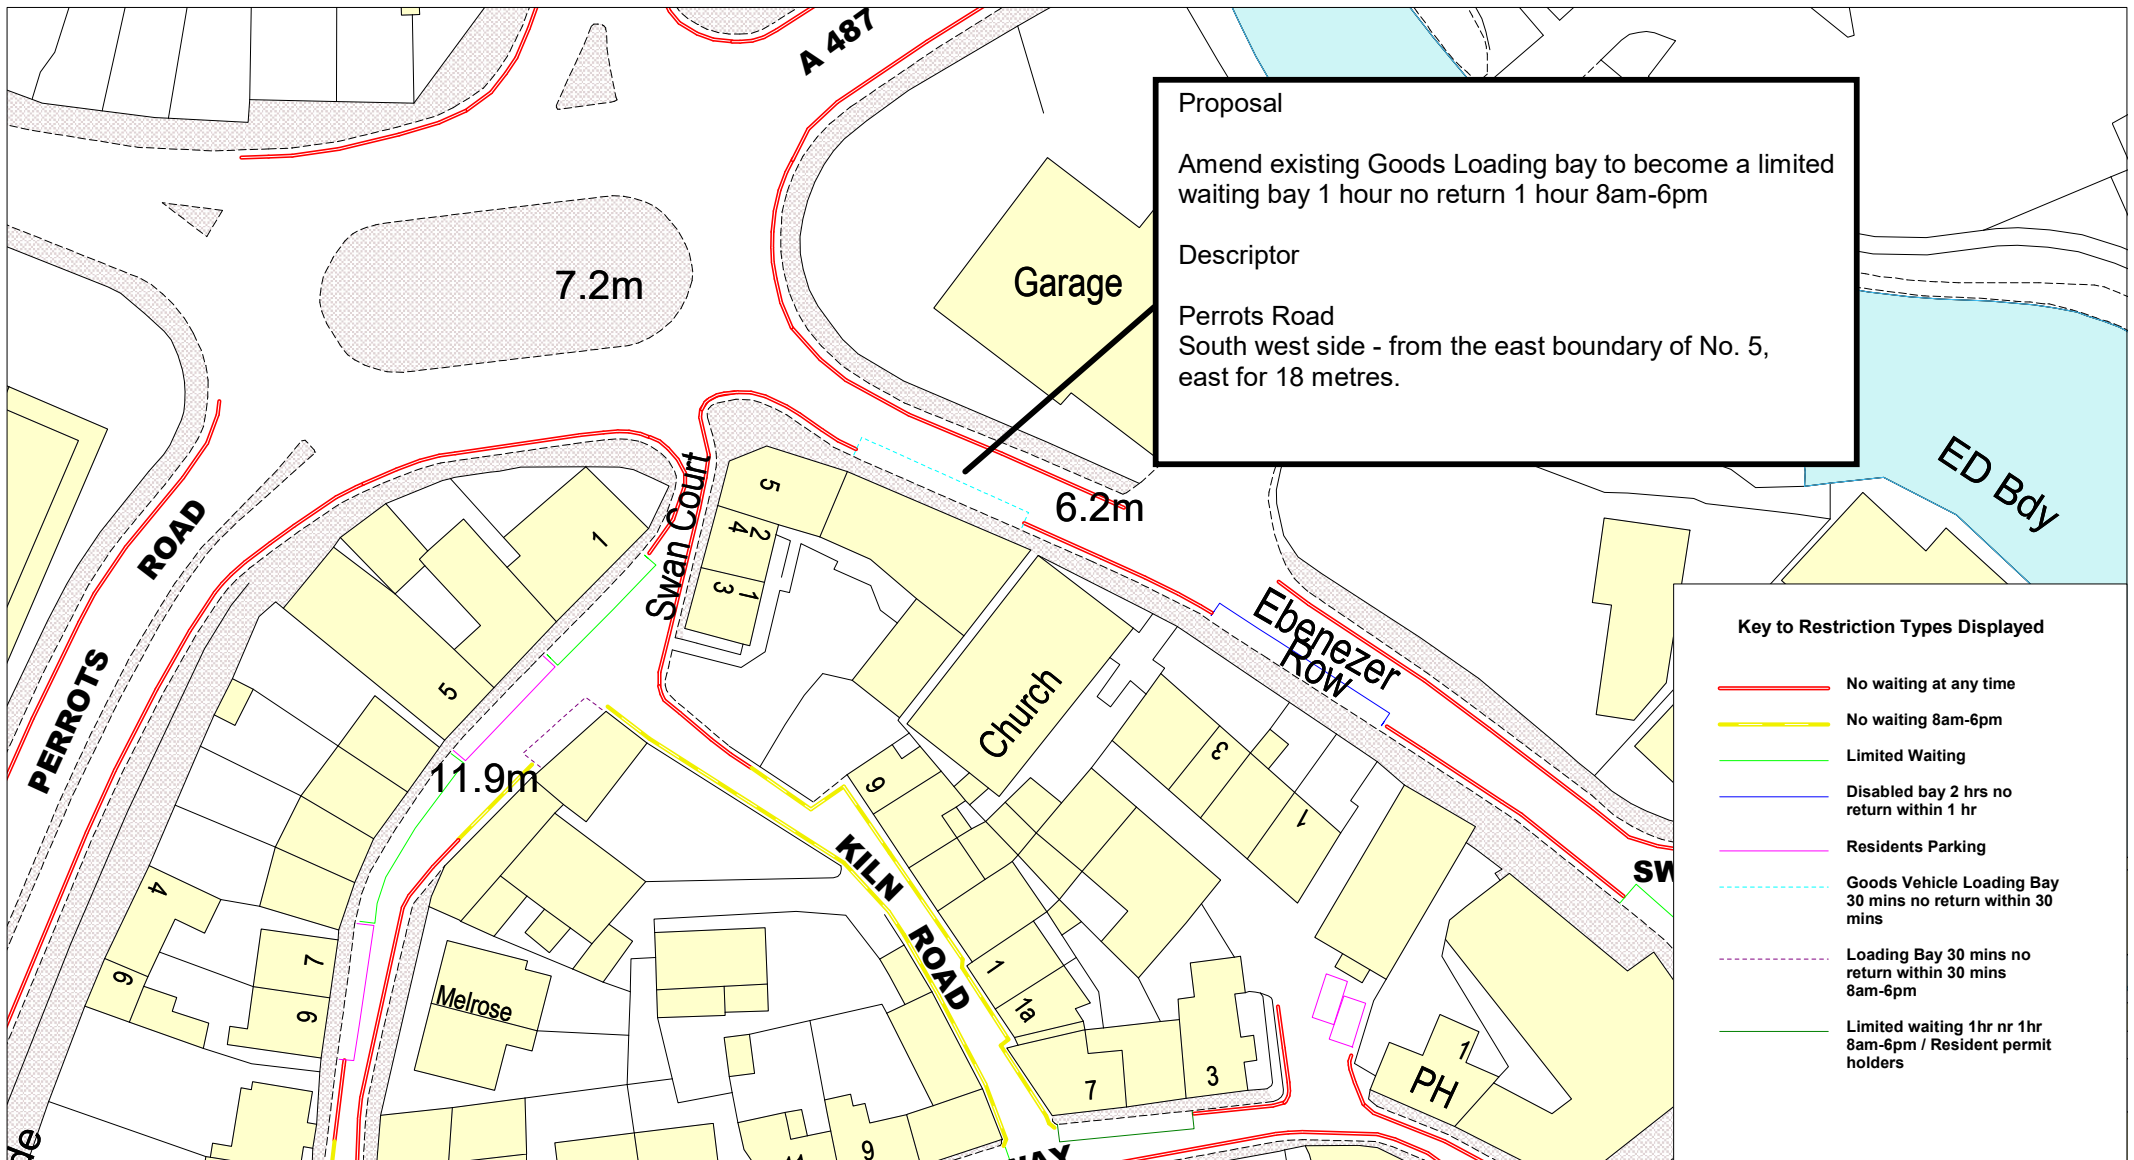 A 487
Proposal
Amend existing Goods Loading bay to become a limited
waiting bay 1 hour no return 1 hour 8am-6pm
Descriptor
Perrots Road
South west side - from the east boundary of No. 5,
east for 18 metres.
7.2m
Garage
6.2m
ED Bdy
PERROTS
ROAD
Swan Court
5
2
4
1
3
1
5
Ebenezer
Row
Church
3
1
11.9m
KILN
ROAD
9
SW
4
6
7
9
Melrose
1
1a
7
3
1
PH
9
Key to Restriction Types Displayed
No waiting at any time
No waiting 8am-6pm
Limited Waiting
Disabled bay 2 hrs no
return within 1 hr
Residents Parking
Goods Vehicle Loading Bay
30 mins no return within 30
mins
Loading Bay 30 mins no
return within 30 mins
8am-6pm
Limited waiting 1hr nr 1hr
8am-6pm / Resident permit
holders